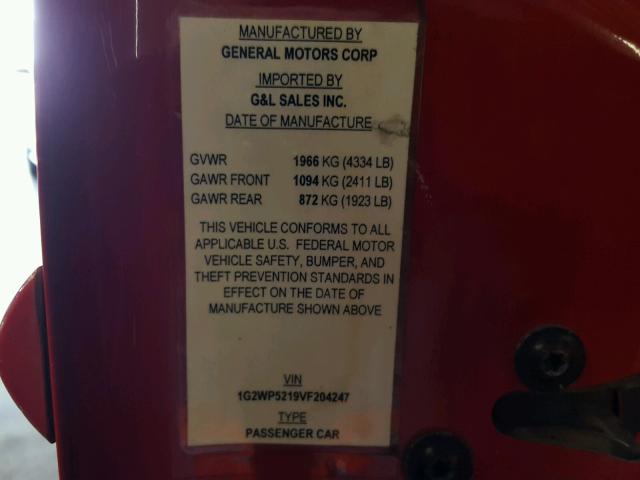 MANUFACTURED BY
GENERAL MOTORS CORP
IMPORTED BY
G&L SALES INC.
DATE OF MANUFACTURE
GVWR 1966 KG (4334 LB)
GAWR FRONT 1094 KG (2411 LB)
GAWR REAR 872 KG (1923 LB)
THIS VEHICLE CONFORMS TO ALL
APPLICABLE U.S. FEDERAL MOTOR
VEHICLE SAFETY, BUMPER, AND
THEFT PREVENTION STANDARDS IN
EFFECT ON THE DATE OF
MANUFACTURE SHOWN ABOVE
VIN
1G2WP5219VF204247
TYPE
PASSENGER CAR